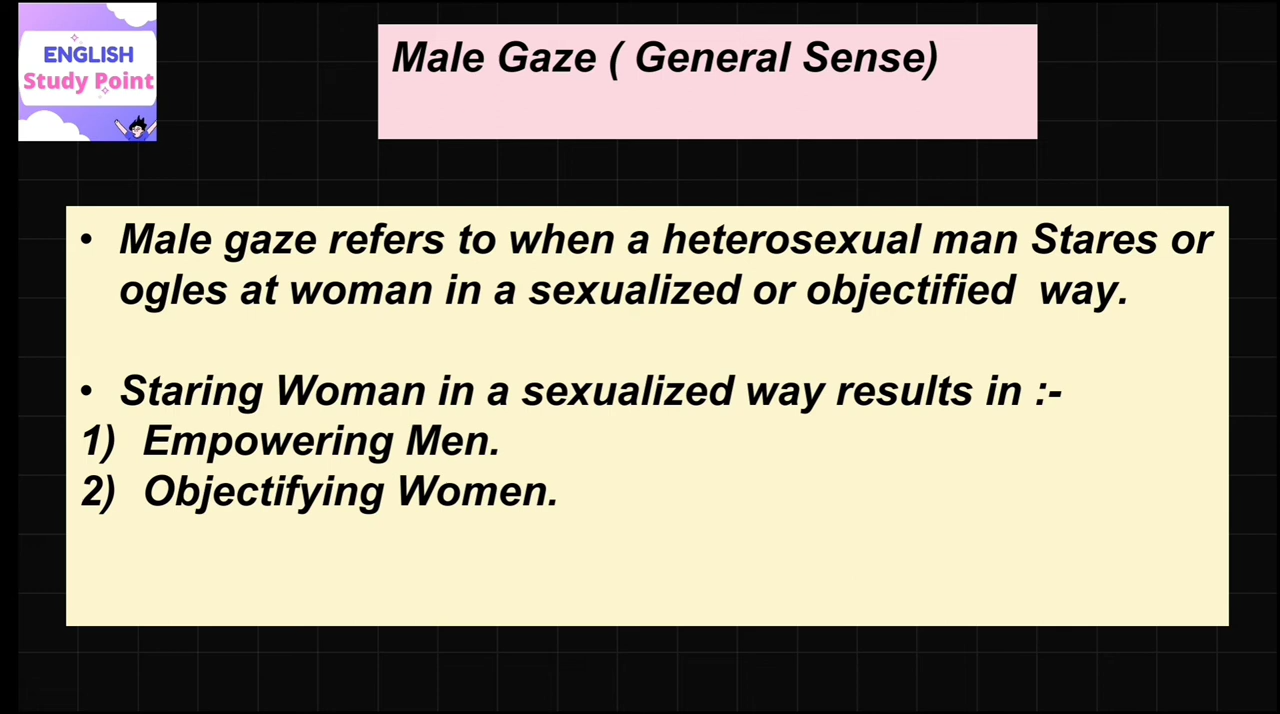 ENGLISH
Study Point
Male Gaze ( General Sense)
• Male gaze refers to when a heterosexual man Stares or
ogles at woman in a sexualized or objectified way.
• Staring Woman in a sexualized way results in :-
1) Empowering Men.
2) Objectifying Women.